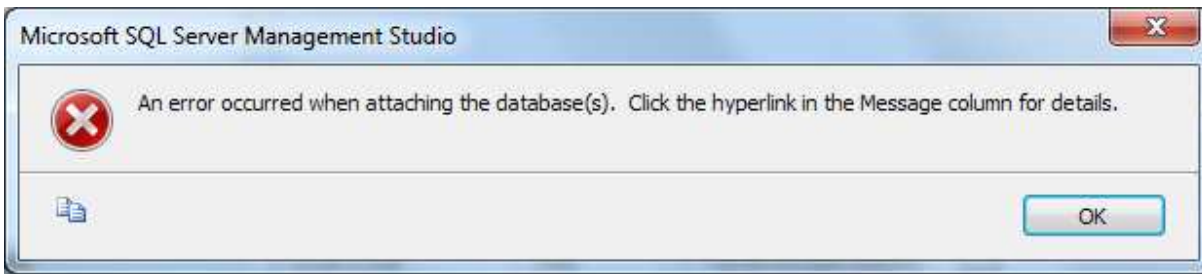 Microsoft SQL Server Management Studio
An error occurred when attaching the database(s). Click the hyperlink in the Message column for details.
OK